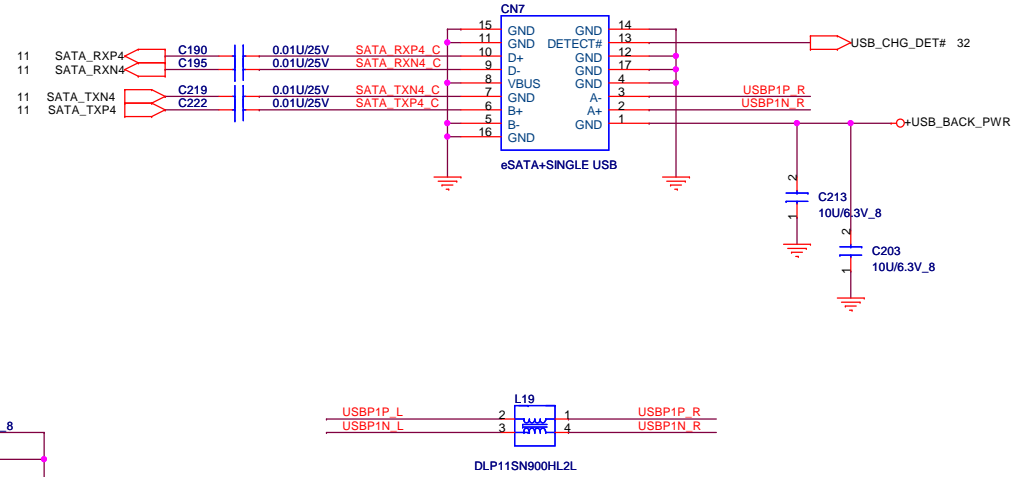 CN7
15 GND GND 14
11 GND DETECT# 13 USB_CHG_DET# 32
11 SATA_RXP4 C190 0.01U/25V SATA_RXP4_C 10 D+ GND 12
11 SATA_RXN4 C195 0.01U/25V SATA_RXN4_C 9 D- GND 17
8 VBUS GND 4
11 SATA_TXN4 C219 0.01U/25V SATA_TXN4_C 7 GND A- 3 USBP1P_R
11 SATA_TXP4 C222 0.01U/25V SATA_TXP4_C 6 B+ A+ 2 USBP1N_R
5 B- GND 1 +USB_BACK_PWR
16 GND
eSATA+SINGLE USB
2
C213
1 10U/6.3V_8
2
C203
1 10U/6.3V_8
L19
USBP1P_L 2 1 USBP1P_R
_8 USBP1N_L 3 4 USBP1N_R
DLP11SN900HL2L